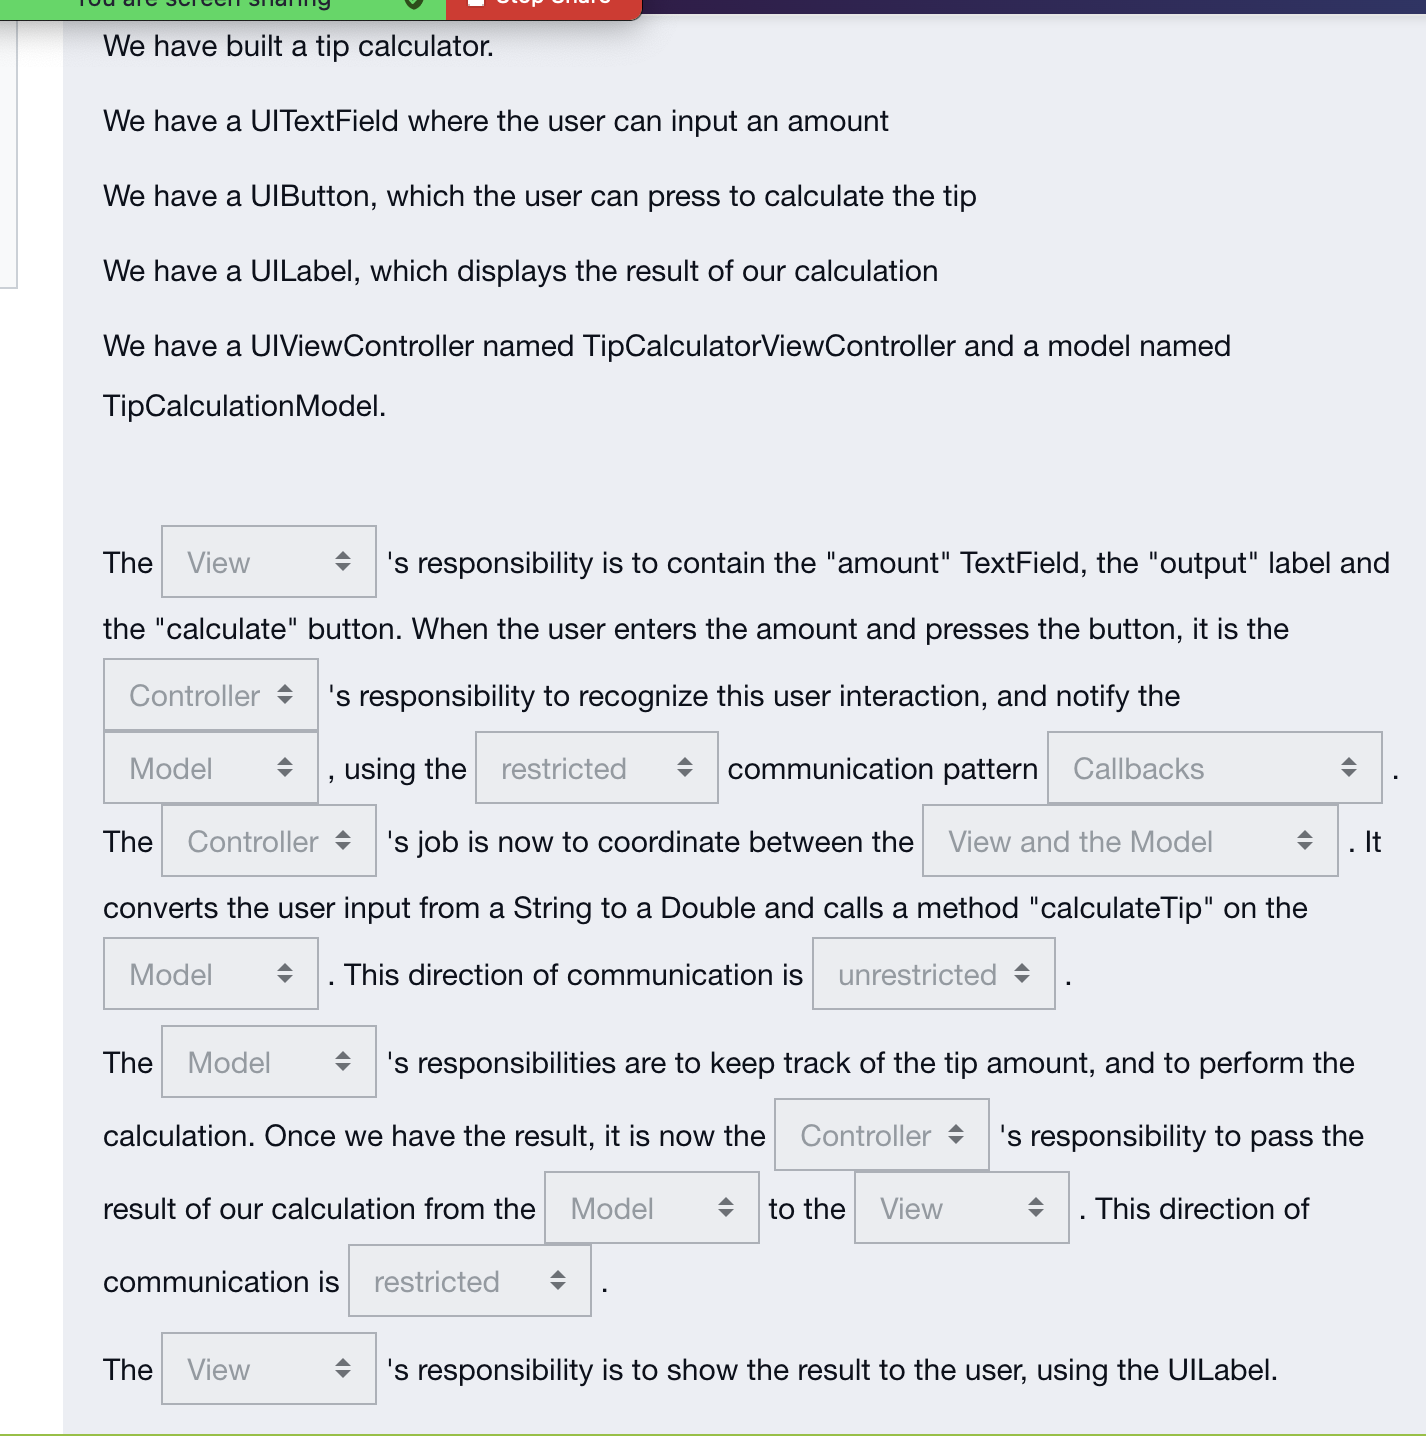 You are screen sharing Stop Share
We have built a tip calculator.
We have a UITextField where the user can input an amount
We have a UIButton, which the user can press to calculate the tip
We have a UILabel, which displays the result of our calculation
We have a UIViewController named TipCalculatorViewController and a model named
TipCalculationModel.
The View 's responsibility is to contain the "amount" TextField, the "output" label and
the "calculate" button. When the user enters the amount and presses the button, it is the
Controller 's responsibility to recognize this user interaction, and notify the
Model , using the restricted communication pattern Callbacks .
The Controller 's job is now to coordinate between the View and the Model . It
converts the user input from a String to a Double and calls a method "calculateTip" on the
Model . This direction of communication is unrestricted .
The Model 's responsibilities are to keep track of the tip amount, and to perform the
calculation. Once we have the result, it is now the Controller 's responsibility to pass the
result of our calculation from the Model to the View . This direction of
communication is restricted .
The View 's responsibility is to show the result to the user, using the UILabel.